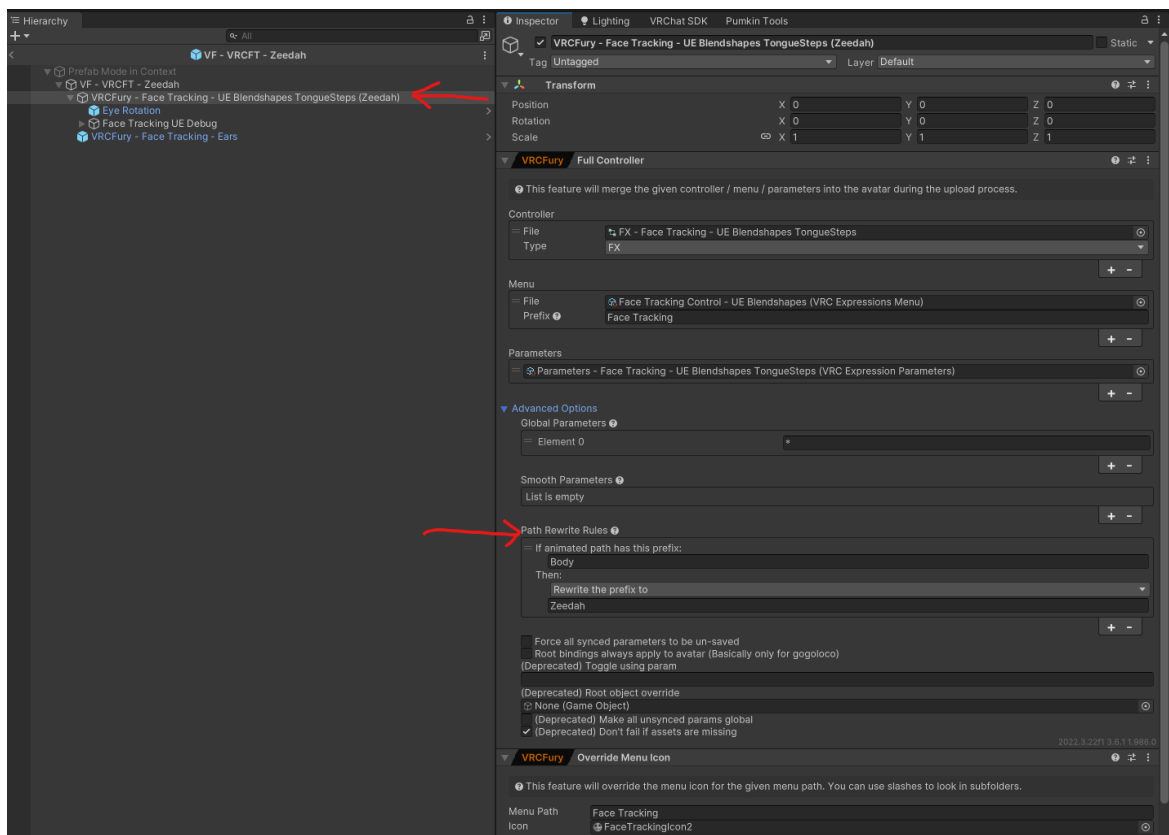 Hierarchy
All
VF - VRCFT - Zeedah
Prefab Mode in Context
VF - VRCFT - Zeedah
VRCFury - Face Tracking - UE Blendshapes TongueSteps (Zeedah)
Eye Rotation
Face Tracking UE Debug
VRCFury - Face Tracking - Ears
Inspector Lighting VRChat SDK Pumkin Tools
VRCFury - Face Tracking - UE Blendshapes TongueSteps (Zeedah) Static
Tag Untagged Layer Default
Transform
Position X 0 Y 0 Z 0
Rotation X 0 Y 0 Z 0
Scale X 1 Y 1 Z 1
VRCFury Full Controller
This feature will merge the given controller / menu / parameters into the avatar during the upload process.
Controller
File FX - Face Tracking - UE Blendshapes TongueSteps
Type FX
+ -
Menu
File Face Tracking Control - UE Blendshapes (VRC Expressions Menu)
Prefix Face Tracking
+ -
Parameters
Parameters - Face Tracking - UE Blendshapes TongueSteps (VRC Expression Parameters)
+ -
Advanced Options
Global Parameters
Element 0 *
+ -
Smooth Parameters
List is empty
+ -
Path Rewrite Rules
If animated path has this prefix:
Body
Then:
Rewrite the prefix to
Zeedah
+ -
Force all synced parameters to be un-saved
Root bindings always apply to avatar (Basically only for gogoloco)
(Deprecated) Toggle using param
(Deprecated) Root object override
None (Game Object)
(Deprecated) Make all unsynced params global
(Deprecated) Don't fail if assets are missing
2022.3.22f1 3.6.1 1.986.0
VRCFury Override Menu Icon
This feature will override the menu icon for the given menu path. You can use slashes to look in subfolders.
Menu Path Face Tracking
Icon FaceTrackingIcon2